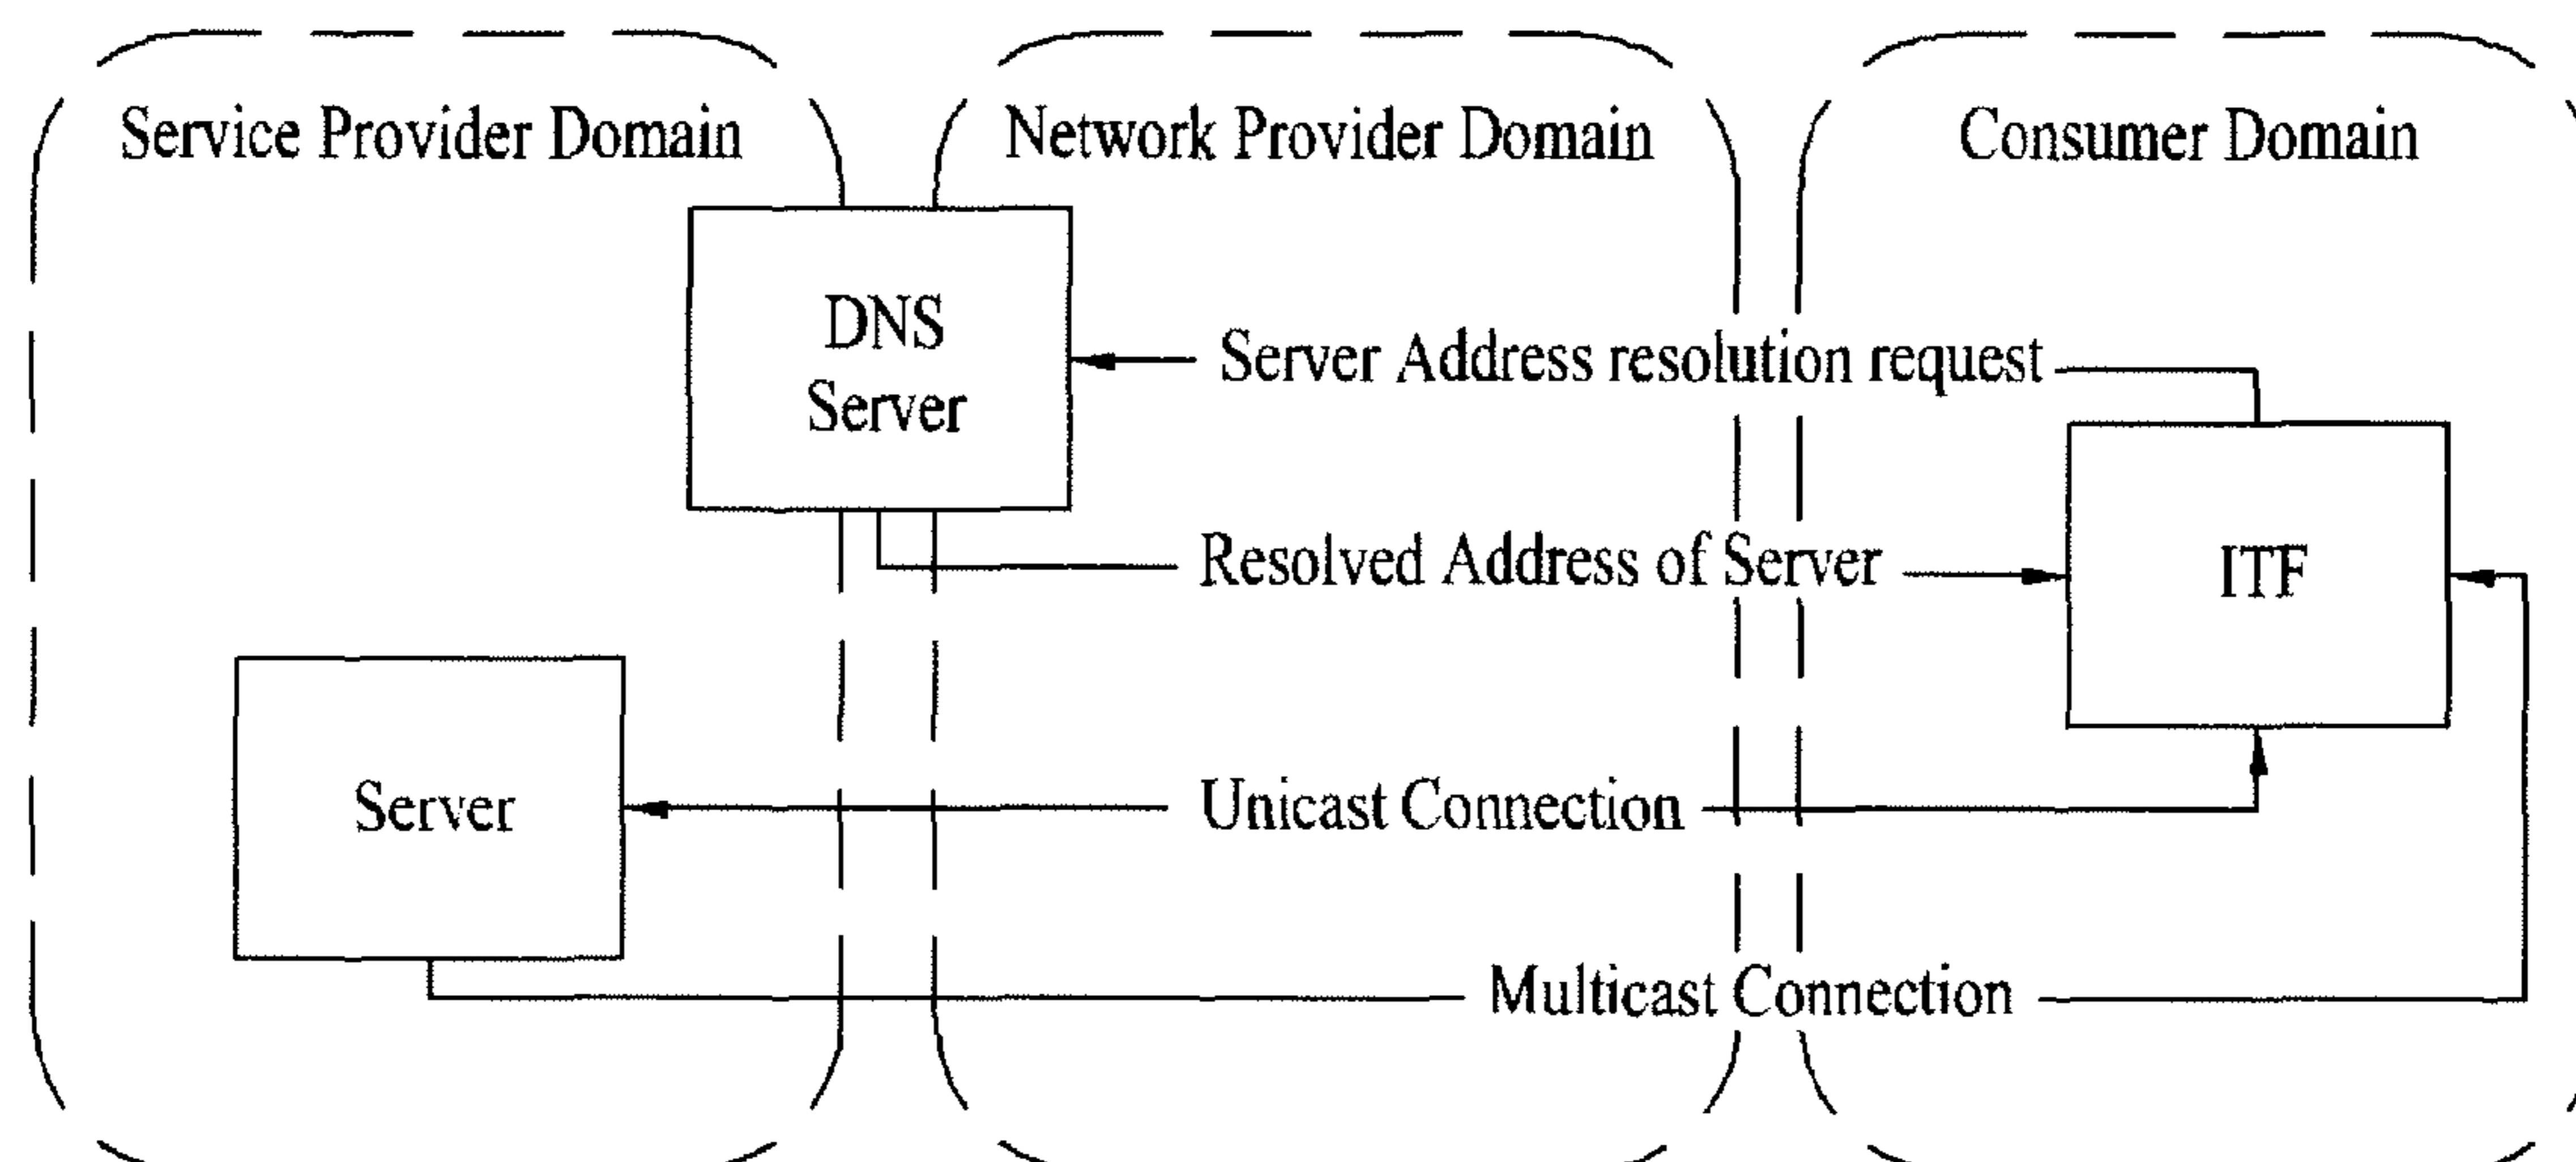 Service Provider Domain
Network Provider Domain
Consumer Domain
DNS
Server
Server Address resolution request
Resolved Address of Server
ITF
Server
Unicast Connection
Multicast Connection